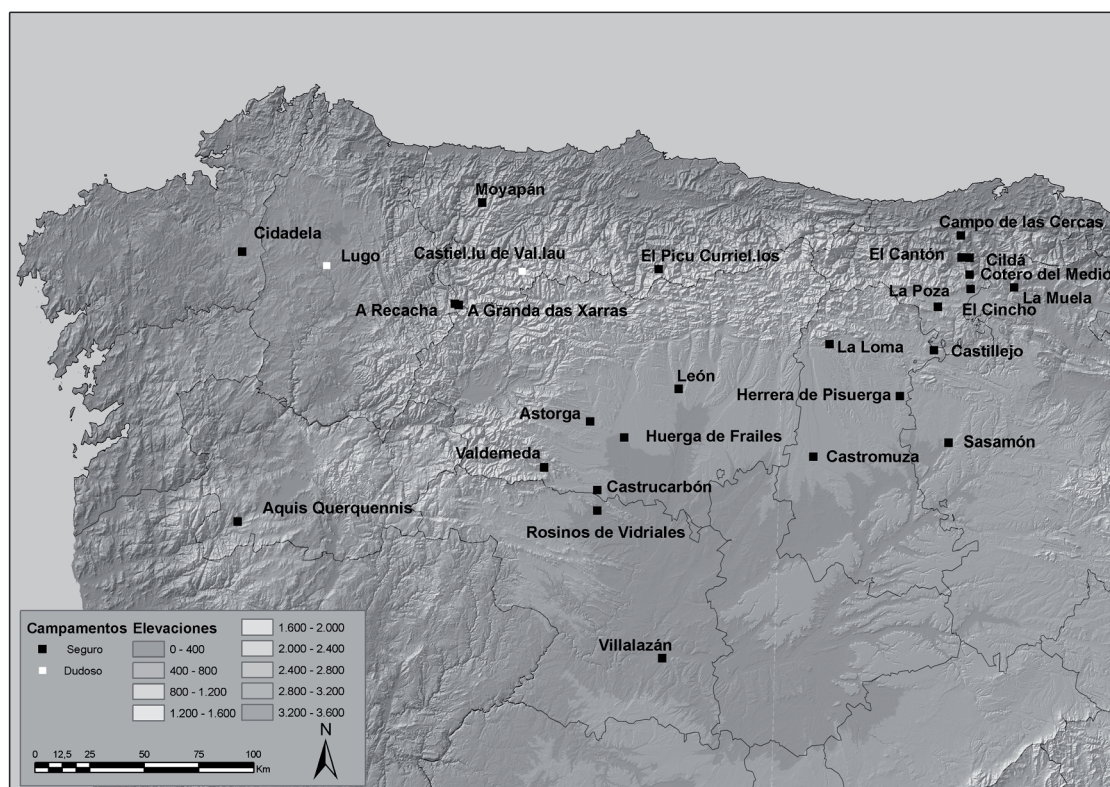 Moyapán
Campo de las Cercas
Cidadela
Lugo
Castiel.lu de Val.lau
El Picu Curriel.los
El Cantón
Cildá
Cotero del Medio
La Poza
La Muela
A Recacha
A Granda das Xarras
El Cincho
La Loma
Castillejo
León
Herrera de Pisuerga
Astorga
Huerga de Frailes
Sasamón
Valdemeda
Castromuza
Castrucarbón
Aquis Querquennis
Rosinos de Vidriales
Villalazán
Campamentos
Seguro
Dudoso
Elevaciones
0 - 400
400 - 800
800 - 1.200
1.200 - 1.600
1.600 - 2.000
2.000 - 2.400
2.400 - 2.800
2.800 - 3.200
3.200 - 3.600
N
0 12,5 25 50 75 100
Km